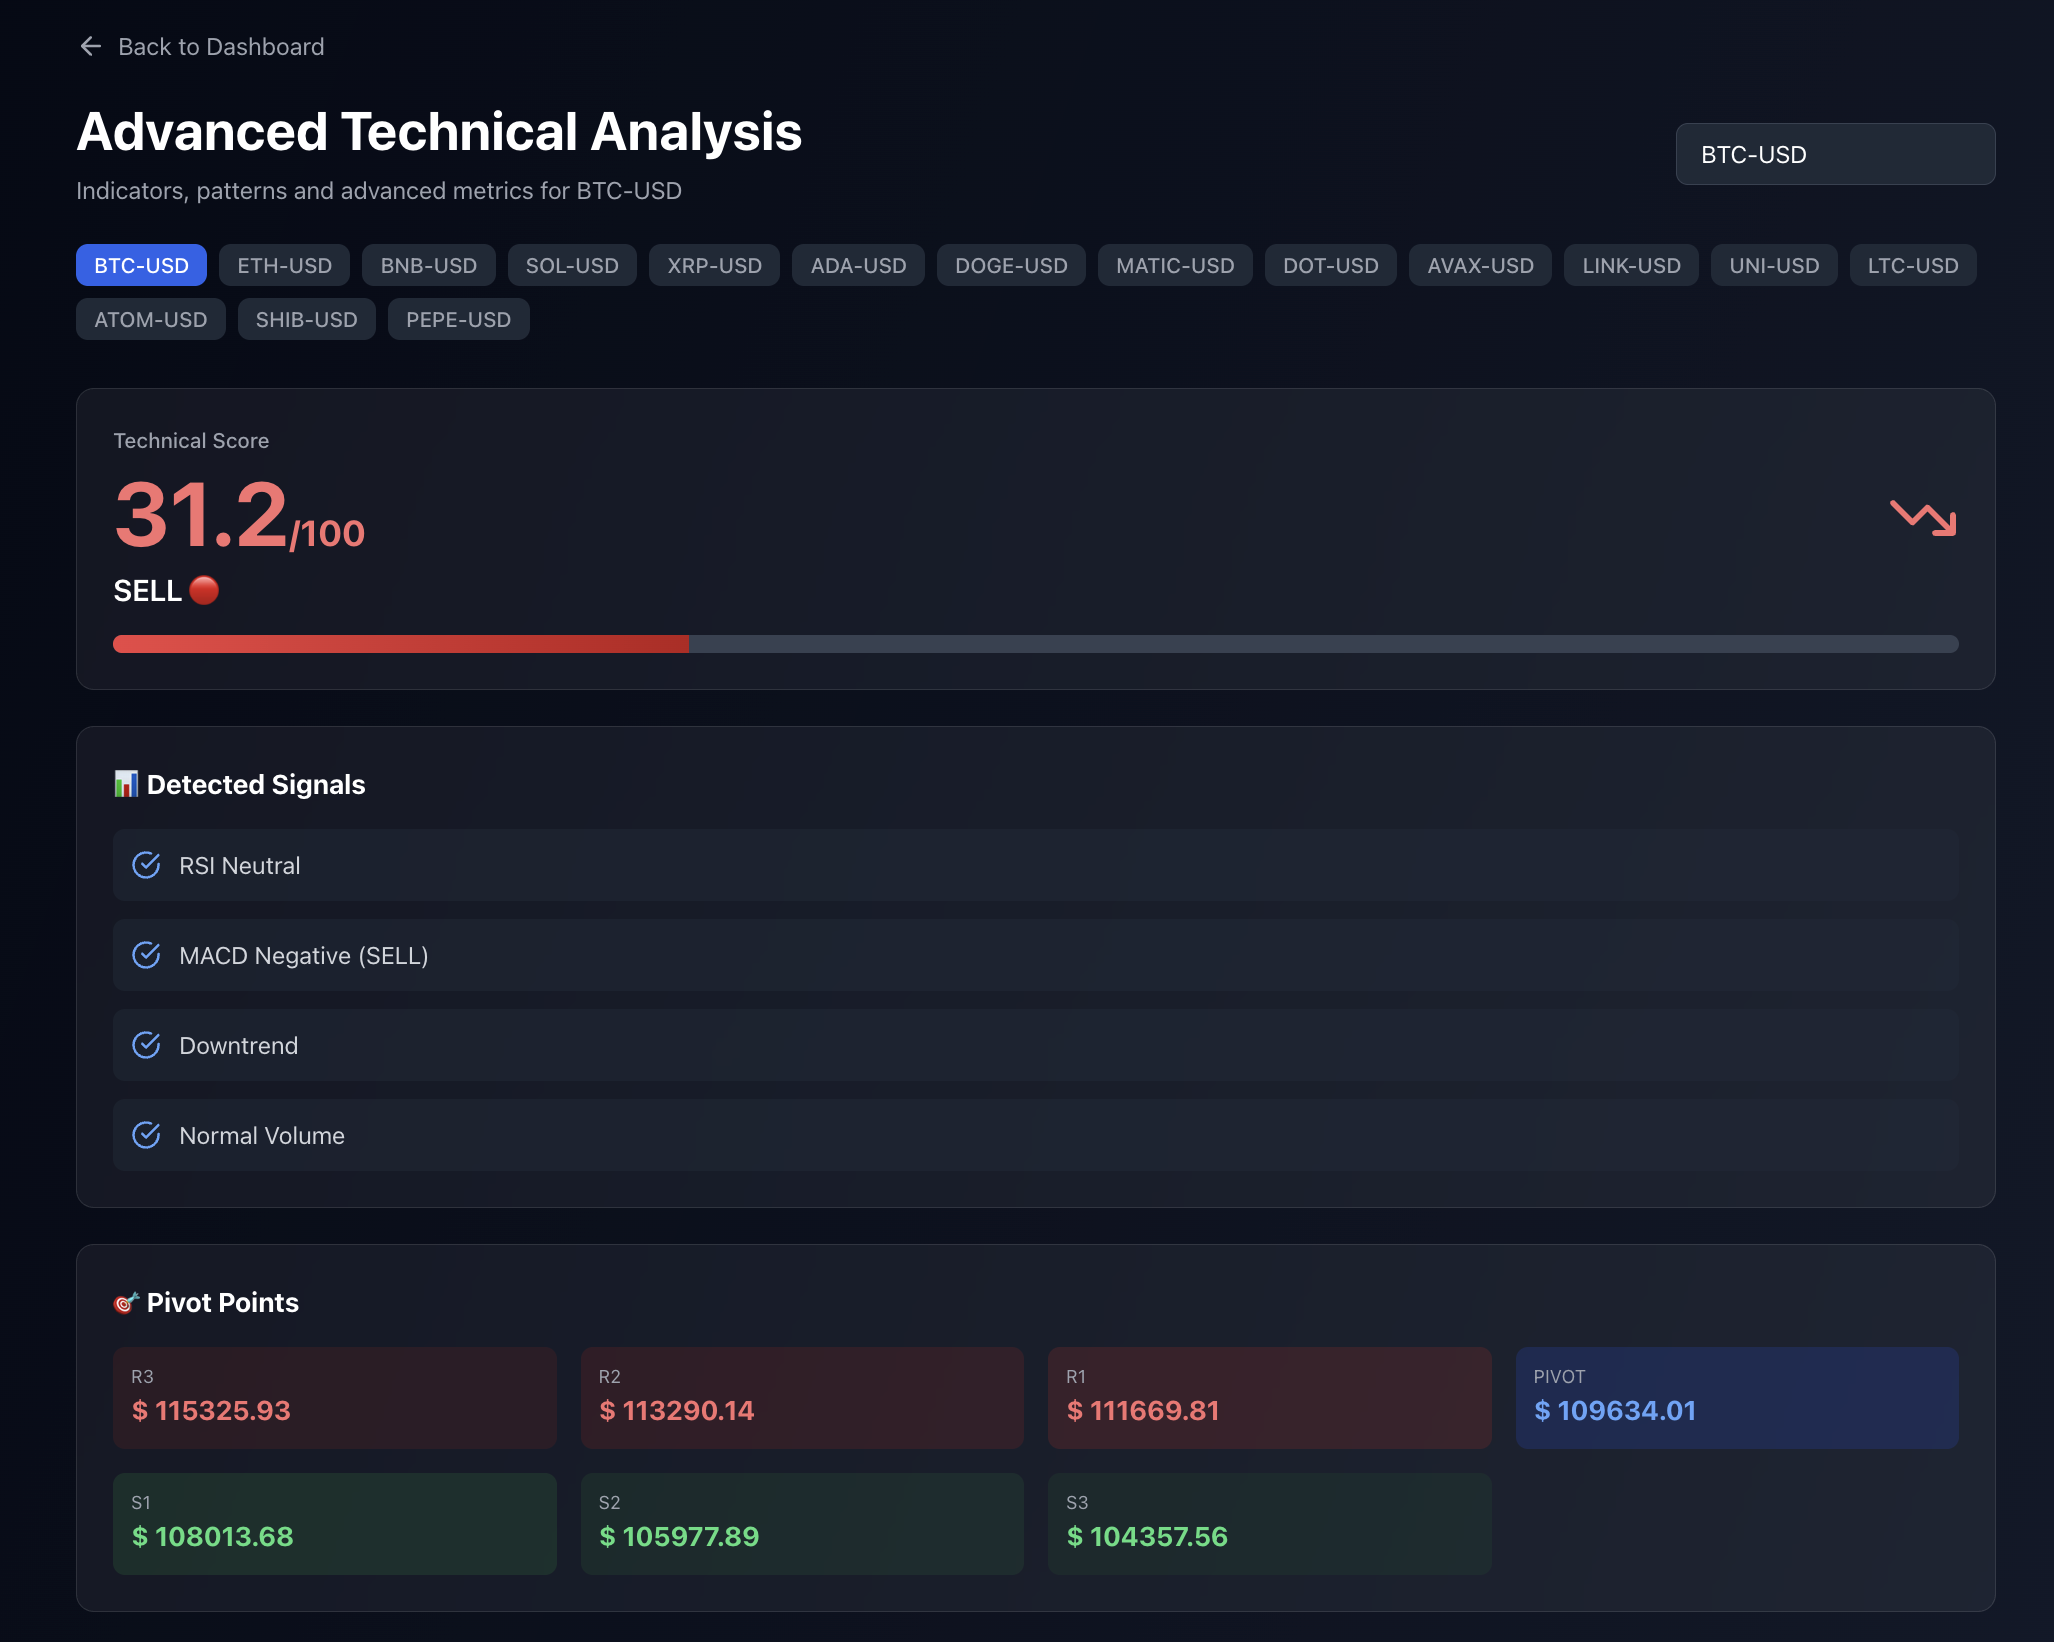 Back to Dashboard
Advanced Technical Analysis
BTC-USD
Indicators, patterns and advanced metrics for BTC-USD
BTC-USD ETH-USD BNB-USD SOL-USD XRP-USD ADA-USD DOGE-USD MATIC-USD DOT-USD AVAX-USD LINK-USD UNI-USD LTC-USD
ATOM-USD SHIB-USD PEPE-USD
Technical Score
31.2/100
SELL
Detected Signals
RSI Neutral
MACD Negative (SELL)
Downtrend
Normal Volume
Pivot Points
R3 R2 R1 PIVOT
$ 115325.93 $ 113290.14 $ 111669.81 $ 109634.01
S1 S2 S3
$ 108013.68 $ 105977.89 $ 104357.56